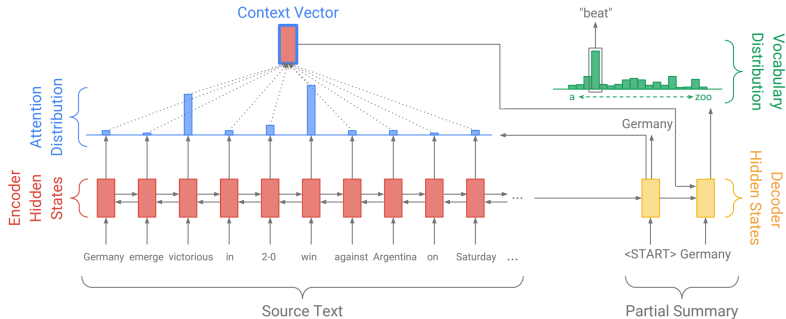 Context Vector
"beat"
Attention
Distribution
a
zoo
Vocabulary
Distribution
Germany
Encoder
Hidden
States
...
Decoder
Hidden States
Germany emerge victorious in 2-0 win against Argentina on Saturday ...
<START> Germany
Source Text
Partial Summary